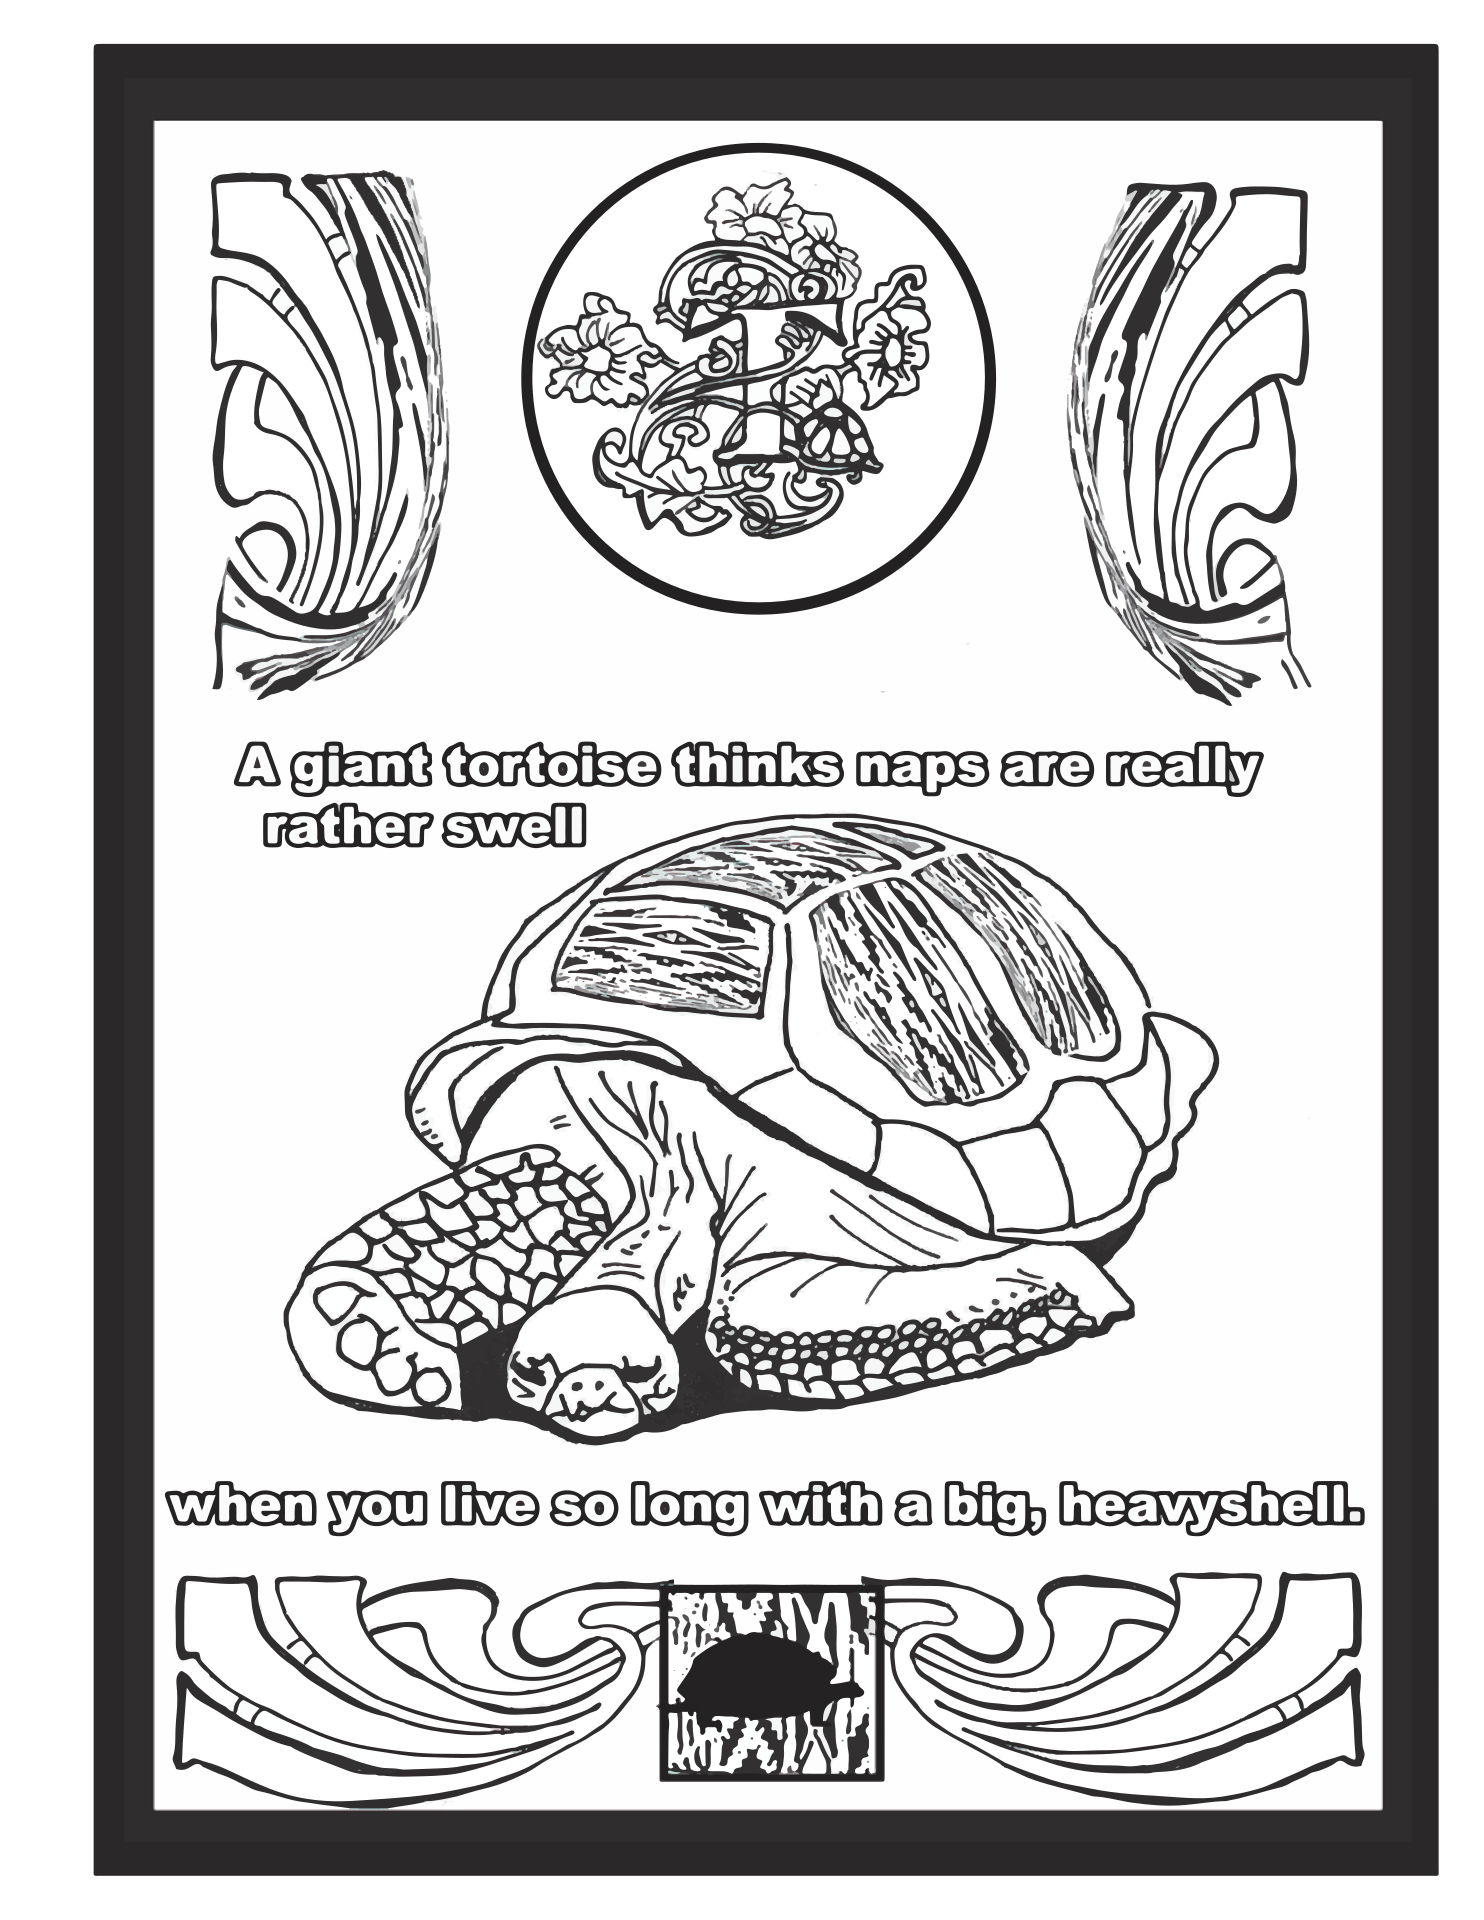 T
A giant tortoise thinks naps are really
rather swell
when you live so long with a big, heavyshell.